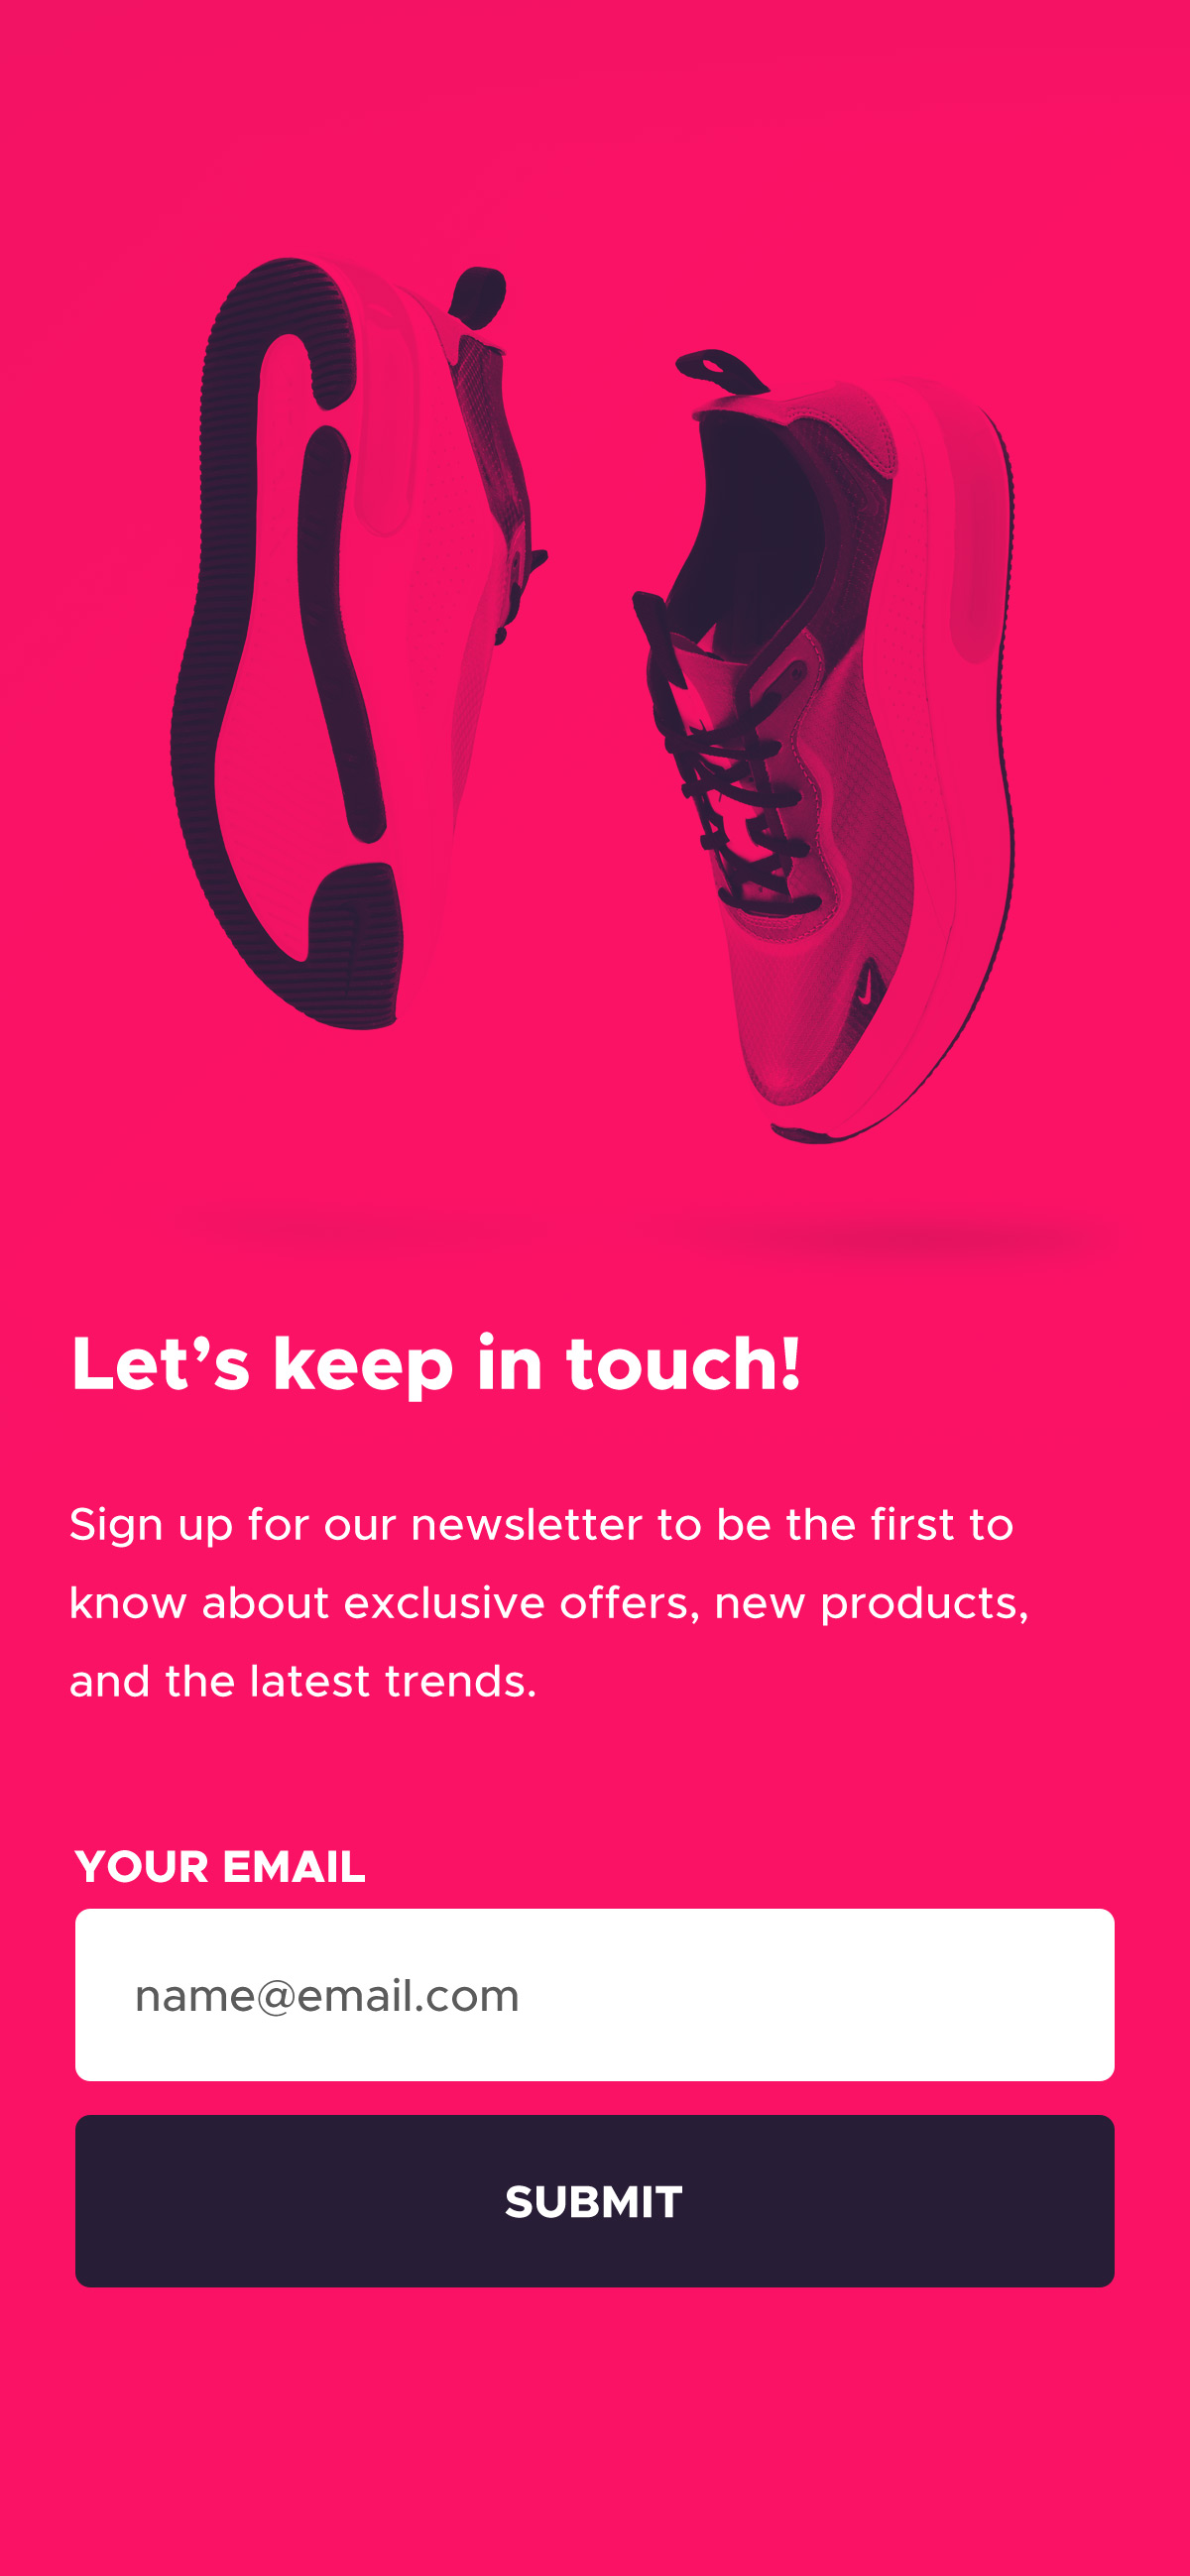 Let’s keep in touch!
Sign up for our newsletter to be the first to
know about exclusive offers, new products,
and the latest trends.
YOUR EMAIL
name@email.com
SUBMIT